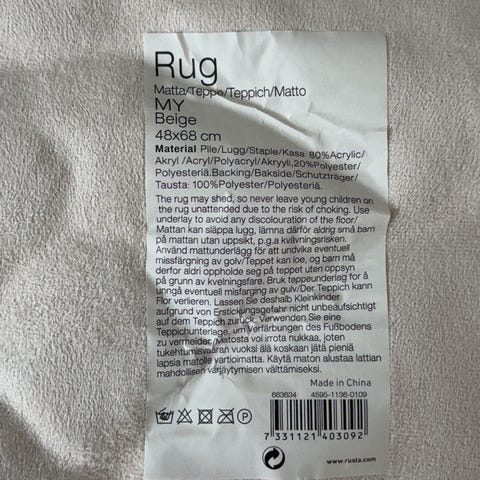 Rug
Matta/Teppe/Teppich/Matto
MY
Beige
48x68 cm
Material Pile/Lugg/Staple/Kasa. 80%Acrylic/
Akryl /Acryl/Polyacryl/Akryyli,20%Polyester/
Polyesteriä.Backing/Bakside/Schutzträger/
Tausta: 100%Polyester/Polyesteriä.
The rug may shed, so never leave young children on
the rug unattended due to the risk of choking. Use
underlay to avoid any discolouration of the floor/
Mattan kan släppa lugg, lämna därför aldrig små barn
på mattan utan uppsikt, p.g.a kvävningsrisken.
Använd mattunderlägg för att undvika eventuell
missfärgning av golv/Teppet kan loe, og barn må
derfor aldri oppholde seg på teppet uten oppsyn
på grunn av kvelningsfare. Bruk teppeunderlag for å
unngå eventuell misfarging av gulv/Der Teppich kann
Flor verlieren. Lassen Sie deshalb Kleinkinder
aufgrund von Erstickungsgefahr nicht unbeaufsichtigt
auf dem Teppich zurück. Verwenden Sie eine
Teppichunterlage, um Verfärbungen des Fußbodens
zu vermeiden/Matosta voi irrota nukkaa, joten
tukehtumisvaaran vuoksi älä koskaan jätä pieniä
lapsia matolle vartioimatta. Käytä maton alustaa lattian
mahdollisen värjäytymisen välttämiseksi.
Made in China
683634 4595-1136-0109
7 331121 403092
P
www.rusta.com